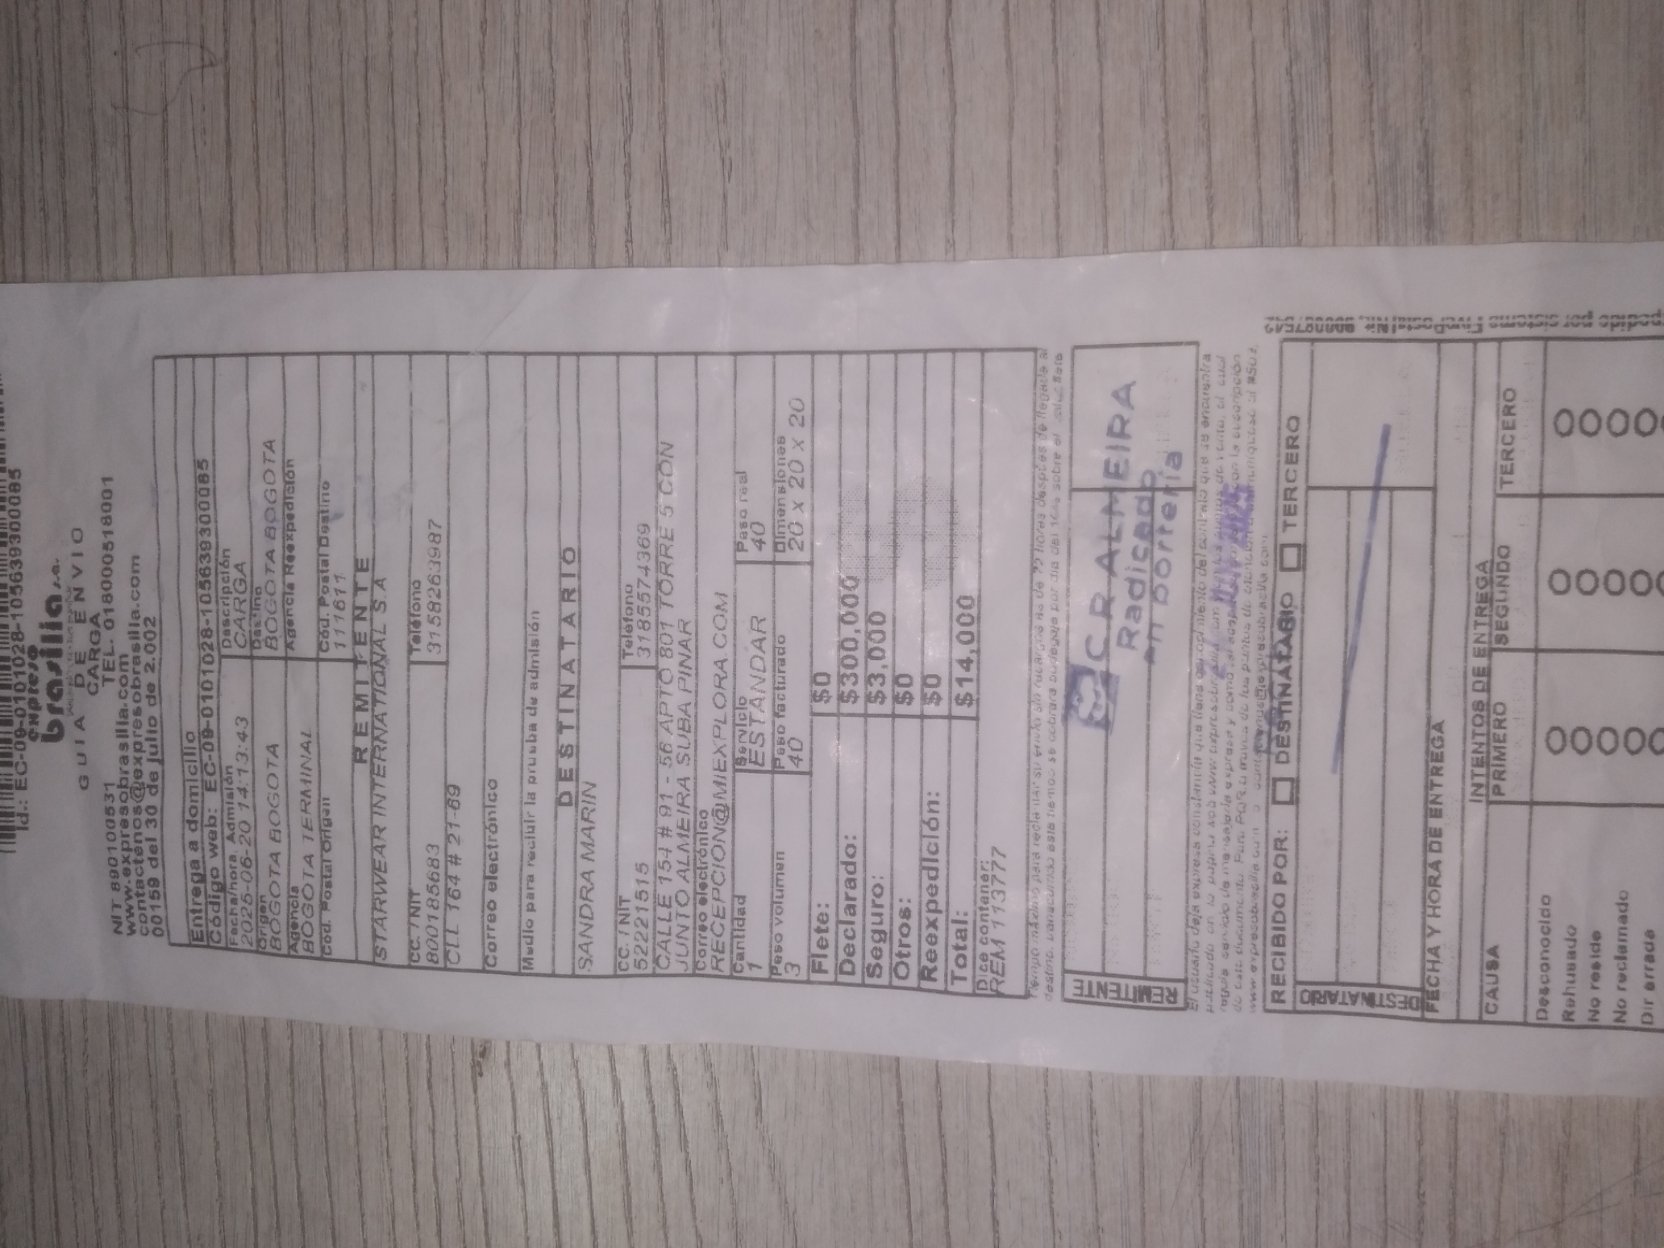 Id.: EC-09-0101028-10563930085
expreso
brasilia s.a.
GUIA DE ENVIO
CARGA
NIT 890100531 TEL. 018000518001
www.expresobrasilia.com
contactenos@expresobrasilia.com
00159 del 30 de julio de 2.002
Entrega a domicilio
Código web: EC-09-0101028-10563930085
Fecha/hora Admisión Descripción
2025-06-20 14:13:43 CARGA
Origen Destino
BOGOTA BOGOTA BOGOTA BOGOTA
Agencia Agencia Reexpedición
BOGOTA TERMINAL
Cód. Postal Origen Cód. Postal Destino
111611
REMITENTE
STARWEAR INTERNATIONAL S.A
CC. / NIT Teléfono
800185683 3158263987
CLL 164 # 21-69
Correo electrónico
Medio para recibir la prueba de admisión
DESTINATARIO
SANDRA MARIN
CC. / NIT Teléfono
52221515 3185574369
CALLE 154 # 91 - 56 APTO 801 TORRE 5 CON
JUNTO ALMEIRA SUBA PINAR
Correo electrónico
RECEPCION@MIEXPLORA.COM
Cantidad Servicio Peso real
1 ESTÁNDAR 40
Peso volumen Peso facturado Dimensiones
3 40 20 x 20 x 20
Flete: $0
Declarado: $300,000
Seguro: $3,000
Otros: $0
Reexpedición: $0
Total: $14,000
Dice contener:
REM 113777
REMITENTE
C.R ALMEIRA
Radicado
en portería
RECIBIDO POR: DESTINATARIO TERCERO
DESTINATARIO
FECHA Y HORA DE ENTREGA
INTENTOS DE ENTREGA
CAUSA PRIMERO SEGUNDO TERCERO
Desconocido
Rehusado
No reside
No reclamado
Dir errada